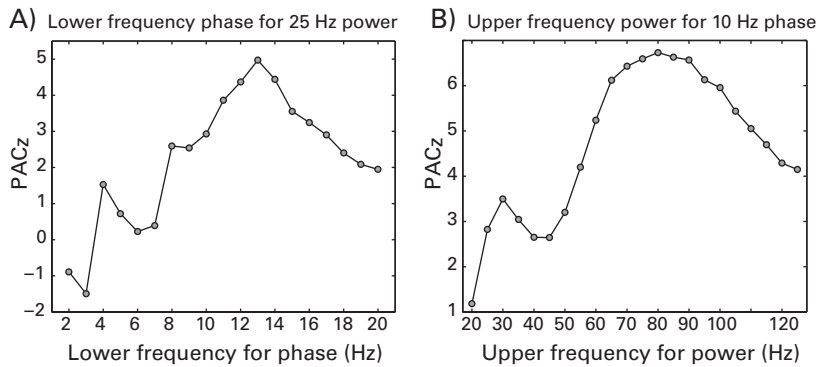 A) Lower frequency phase for 25 Hz power
PACz
5
4
3
2
1
0
−1
−2
2 4 6 8 10 12 14 16 18 20
Lower frequency for phase (Hz)
B) Upper frequency power for 10 Hz phase
PACz
6
5
4
3
2
1
20 30 40 50 60 70 80 90 100 120
Upper frequency for power (Hz)